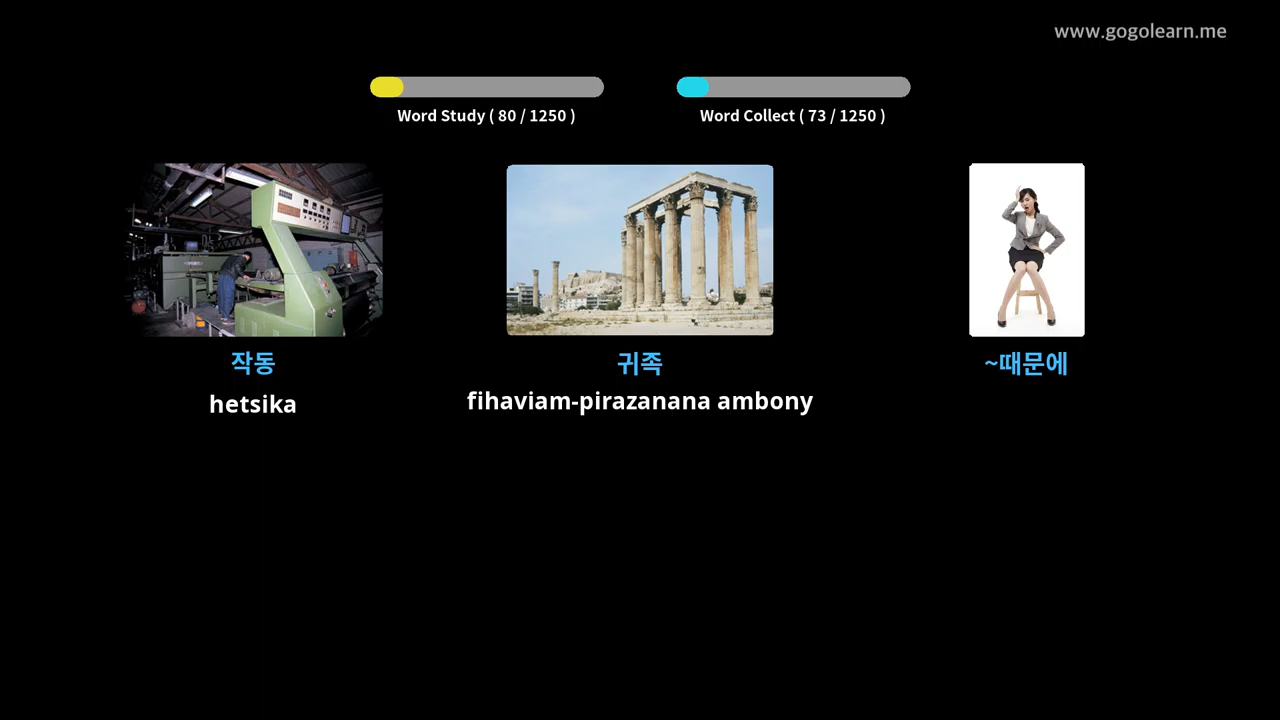 www.gogolearn.me
Word Study ( 80 / 1250 )
Word Collect ( 73 / 1250 )
작동
귀족
~때문에
hetsika
fihaviam-pirazanana ambony